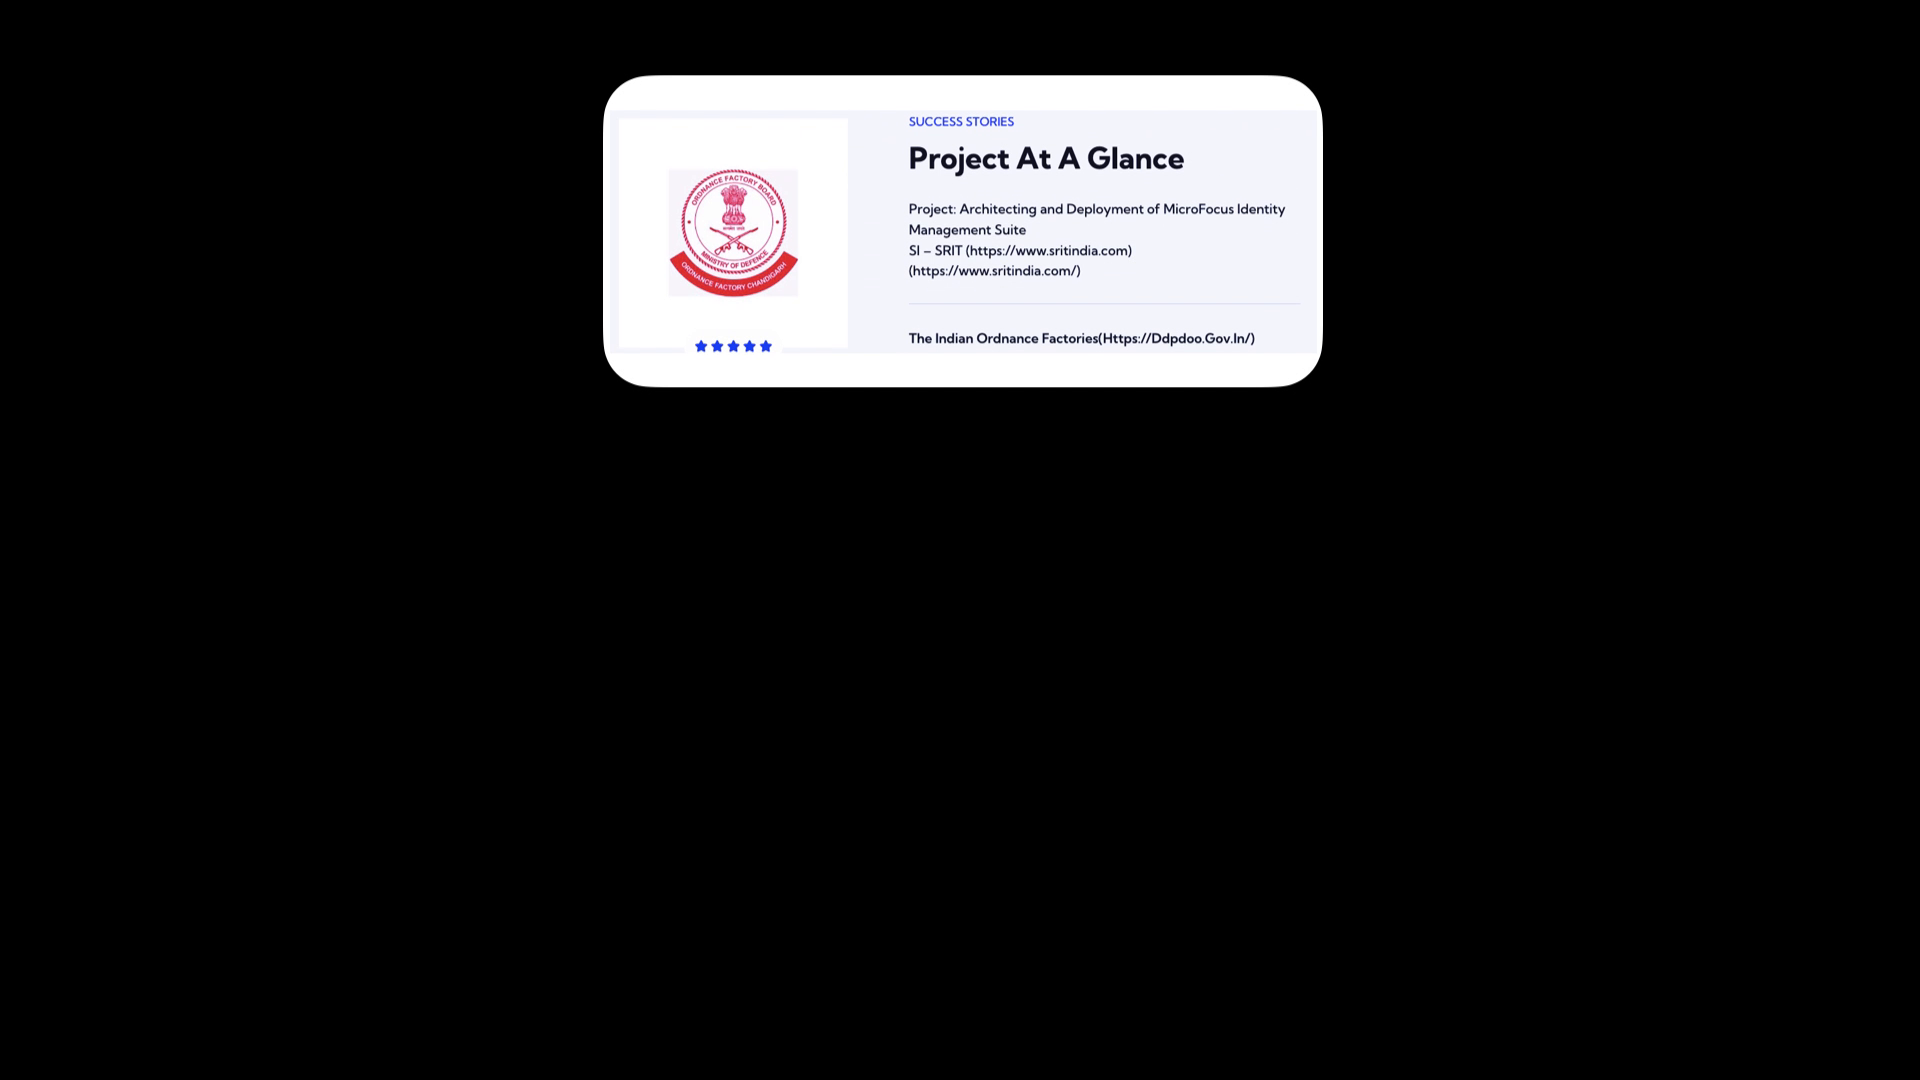 ORDNANCE FACTORY BOARD
MINISTRY OF DEFENCE
ORDNANCE FACTORY CHANDIGARH
SUCCESS STORIES
Project At A Glance
Project: Architecting and Deployment of MicroFocus Identity
Management Suite
SI – SRIT (https://www.sritindia.com)
(https://www.sritindia.com/)
The Indian Ordnance Factories(Https://Ddpdoo.Gov.In/)